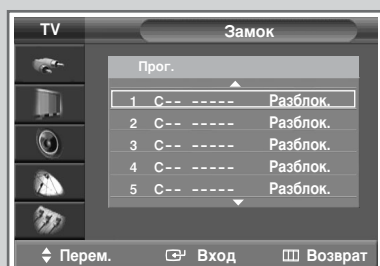 TV Замок
Прог.
1 C-- ----- Разблок.
2 C-- ----- Разблок.
3 C-- ----- Разблок.
4 C-- ----- Разблок.
5 C-- ----- Разблок.
Перем. Вход Возврат